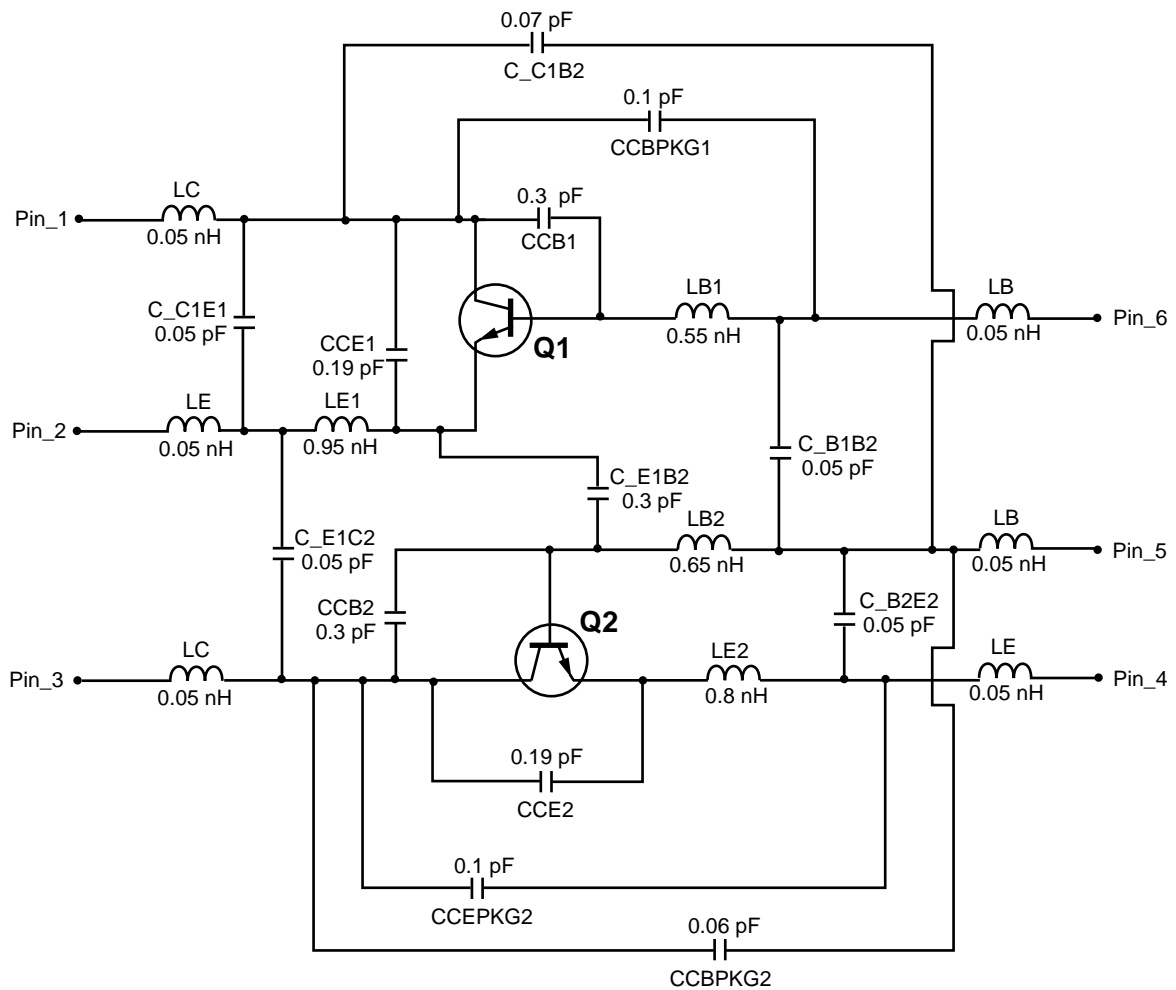 0.07 pF
C_C1B2
0.1 pF
CCBPKG1
LC
0.3 pF
Pin_1
0.05 nH
CCB1
LB1
LB
C_C1E1
0.05 pF
Pin_6
CCE1
0.19 pF
Q1
0.55 nH
0.05 nH
LE
LE1
Pin_2
0.05 nH
0.95 nH
C_B1B2
0.05 pF
C_E1B2
0.3 pF
C_E1C2
0.05 pF
LB2
LB
Pin_5
0.65 nH
0.05 nH
CCB2
0.3 pF
C_B2E2
0.05 pF
Q2
LC
LE2
LE
Pin_3
Pin_4
0.05 nH
0.8 nH
0.05 nH
0.19 pF
CCE2
0.1 pF
CCEPKG2
0.06 pF
CCBPKG2